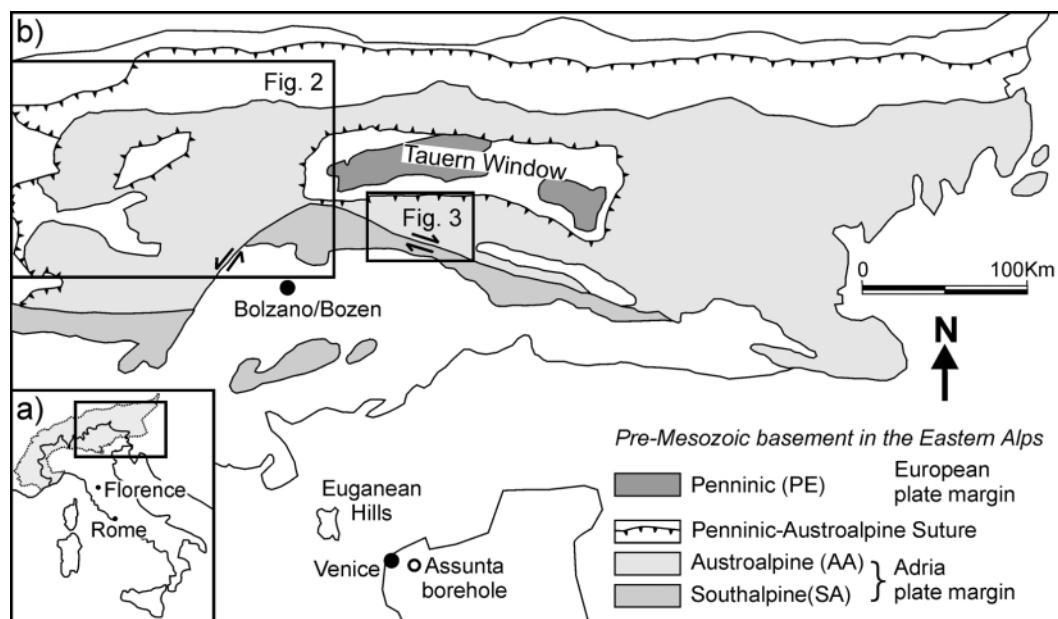 b)
Fig. 2
Tauern Window
Fig. 3
0 100Km
Bolzano/Bozen
N
a)
Florence
Rome
Euganean
Hills
Venice
Assunta
borehole
Pre-Mesozoic basement in the Eastern Alps
Penninic (PE)
European
plate margin
Penninic-Austroalpine Suture
Austroalpine (AA)
Southalpine(SA)
Adria
plate margin